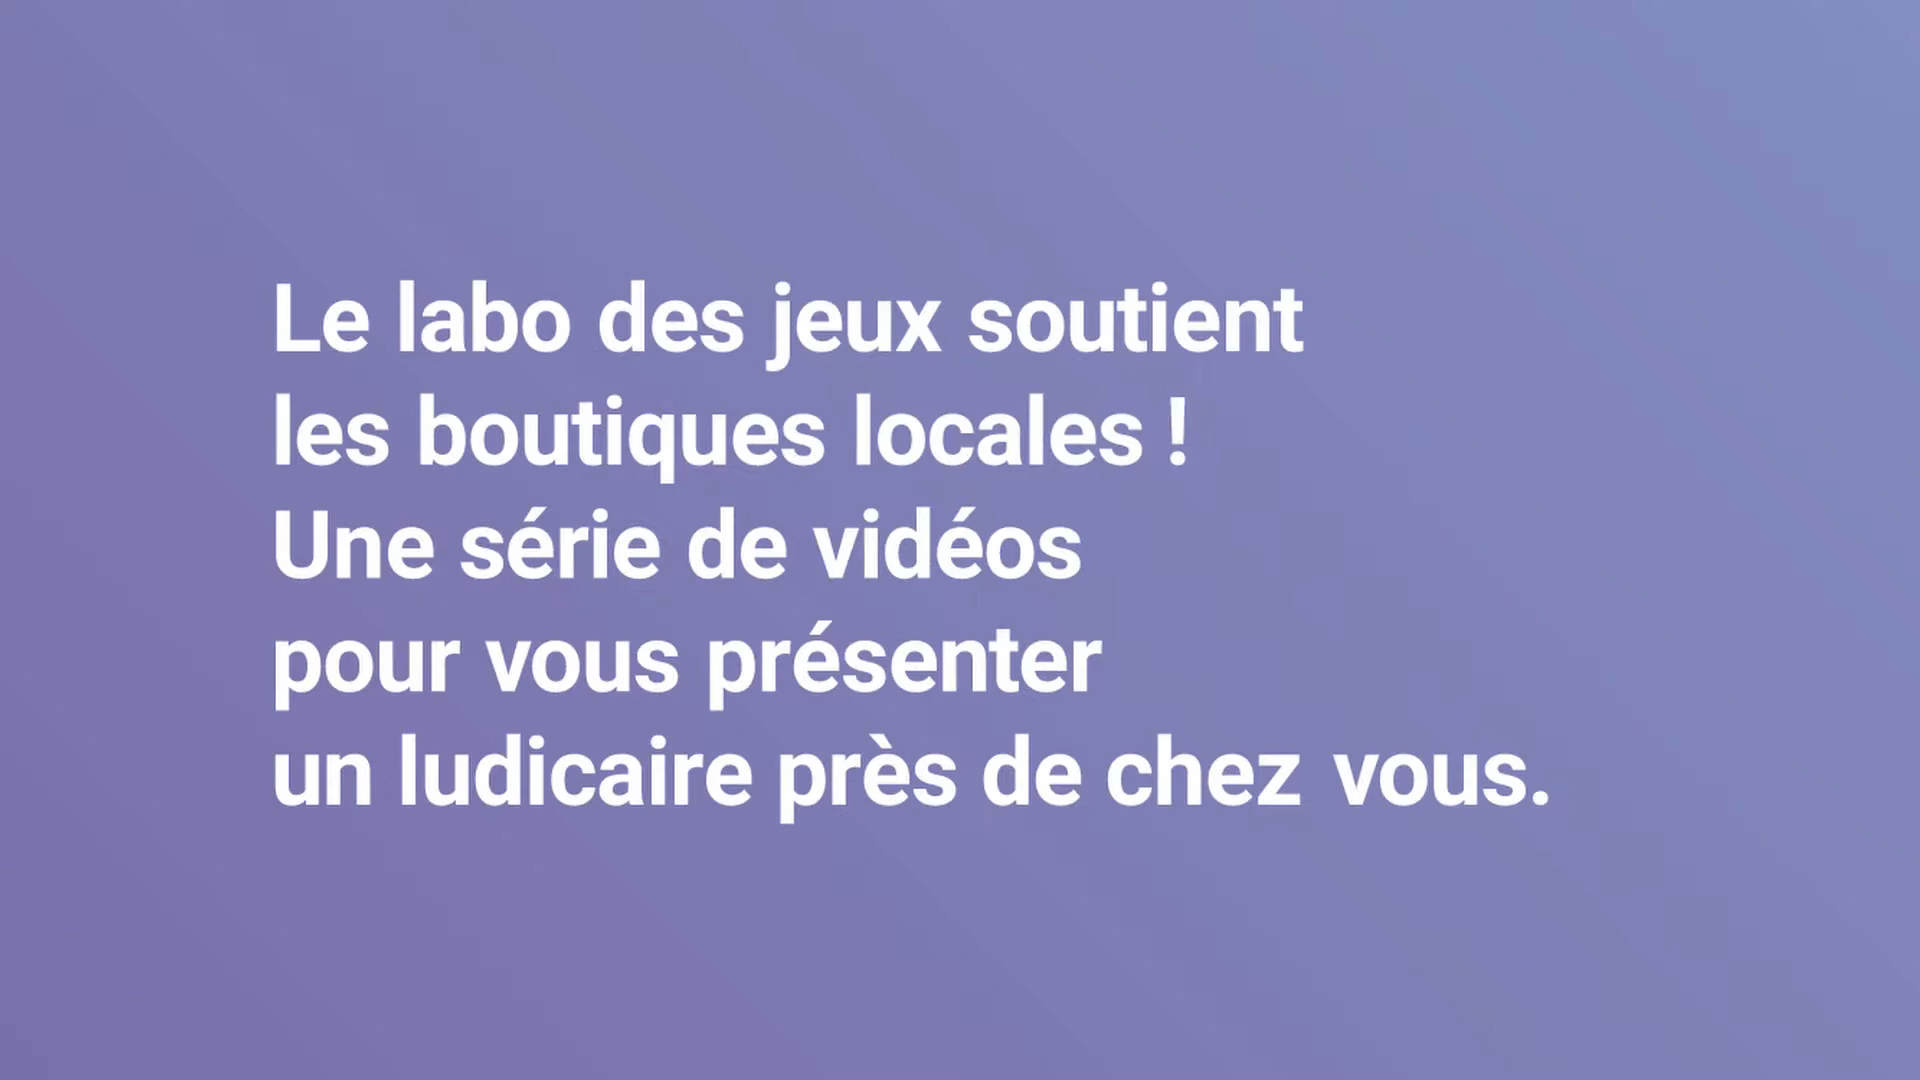 Le labo des jeux soutient
les boutiques locales !
Une série de vidéos
pour vous présenter
un ludicaire près de chez vous.